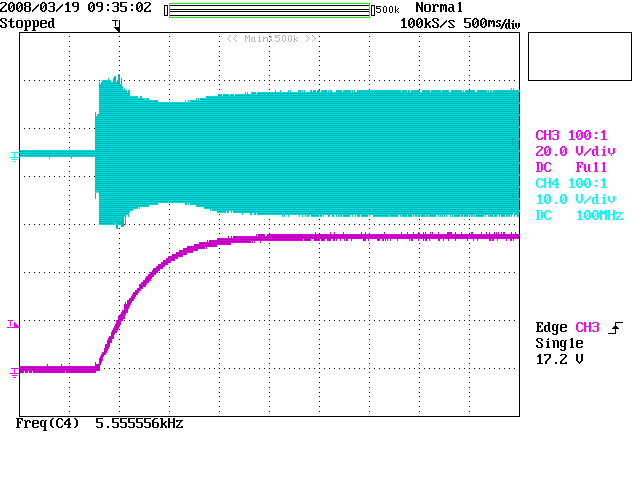 2008/03/19 09:35:02
500k
Normal
Stopped
T
100kS/s 500ms/div
<< Main:500k >>
CH3 100:1
20.0 V/div
DC Full
CH4 100:1
10.0 V/div
DC 100MHz
T
Edge CH3
Single
17.2 V
Freq(C4) 5.555556kHz